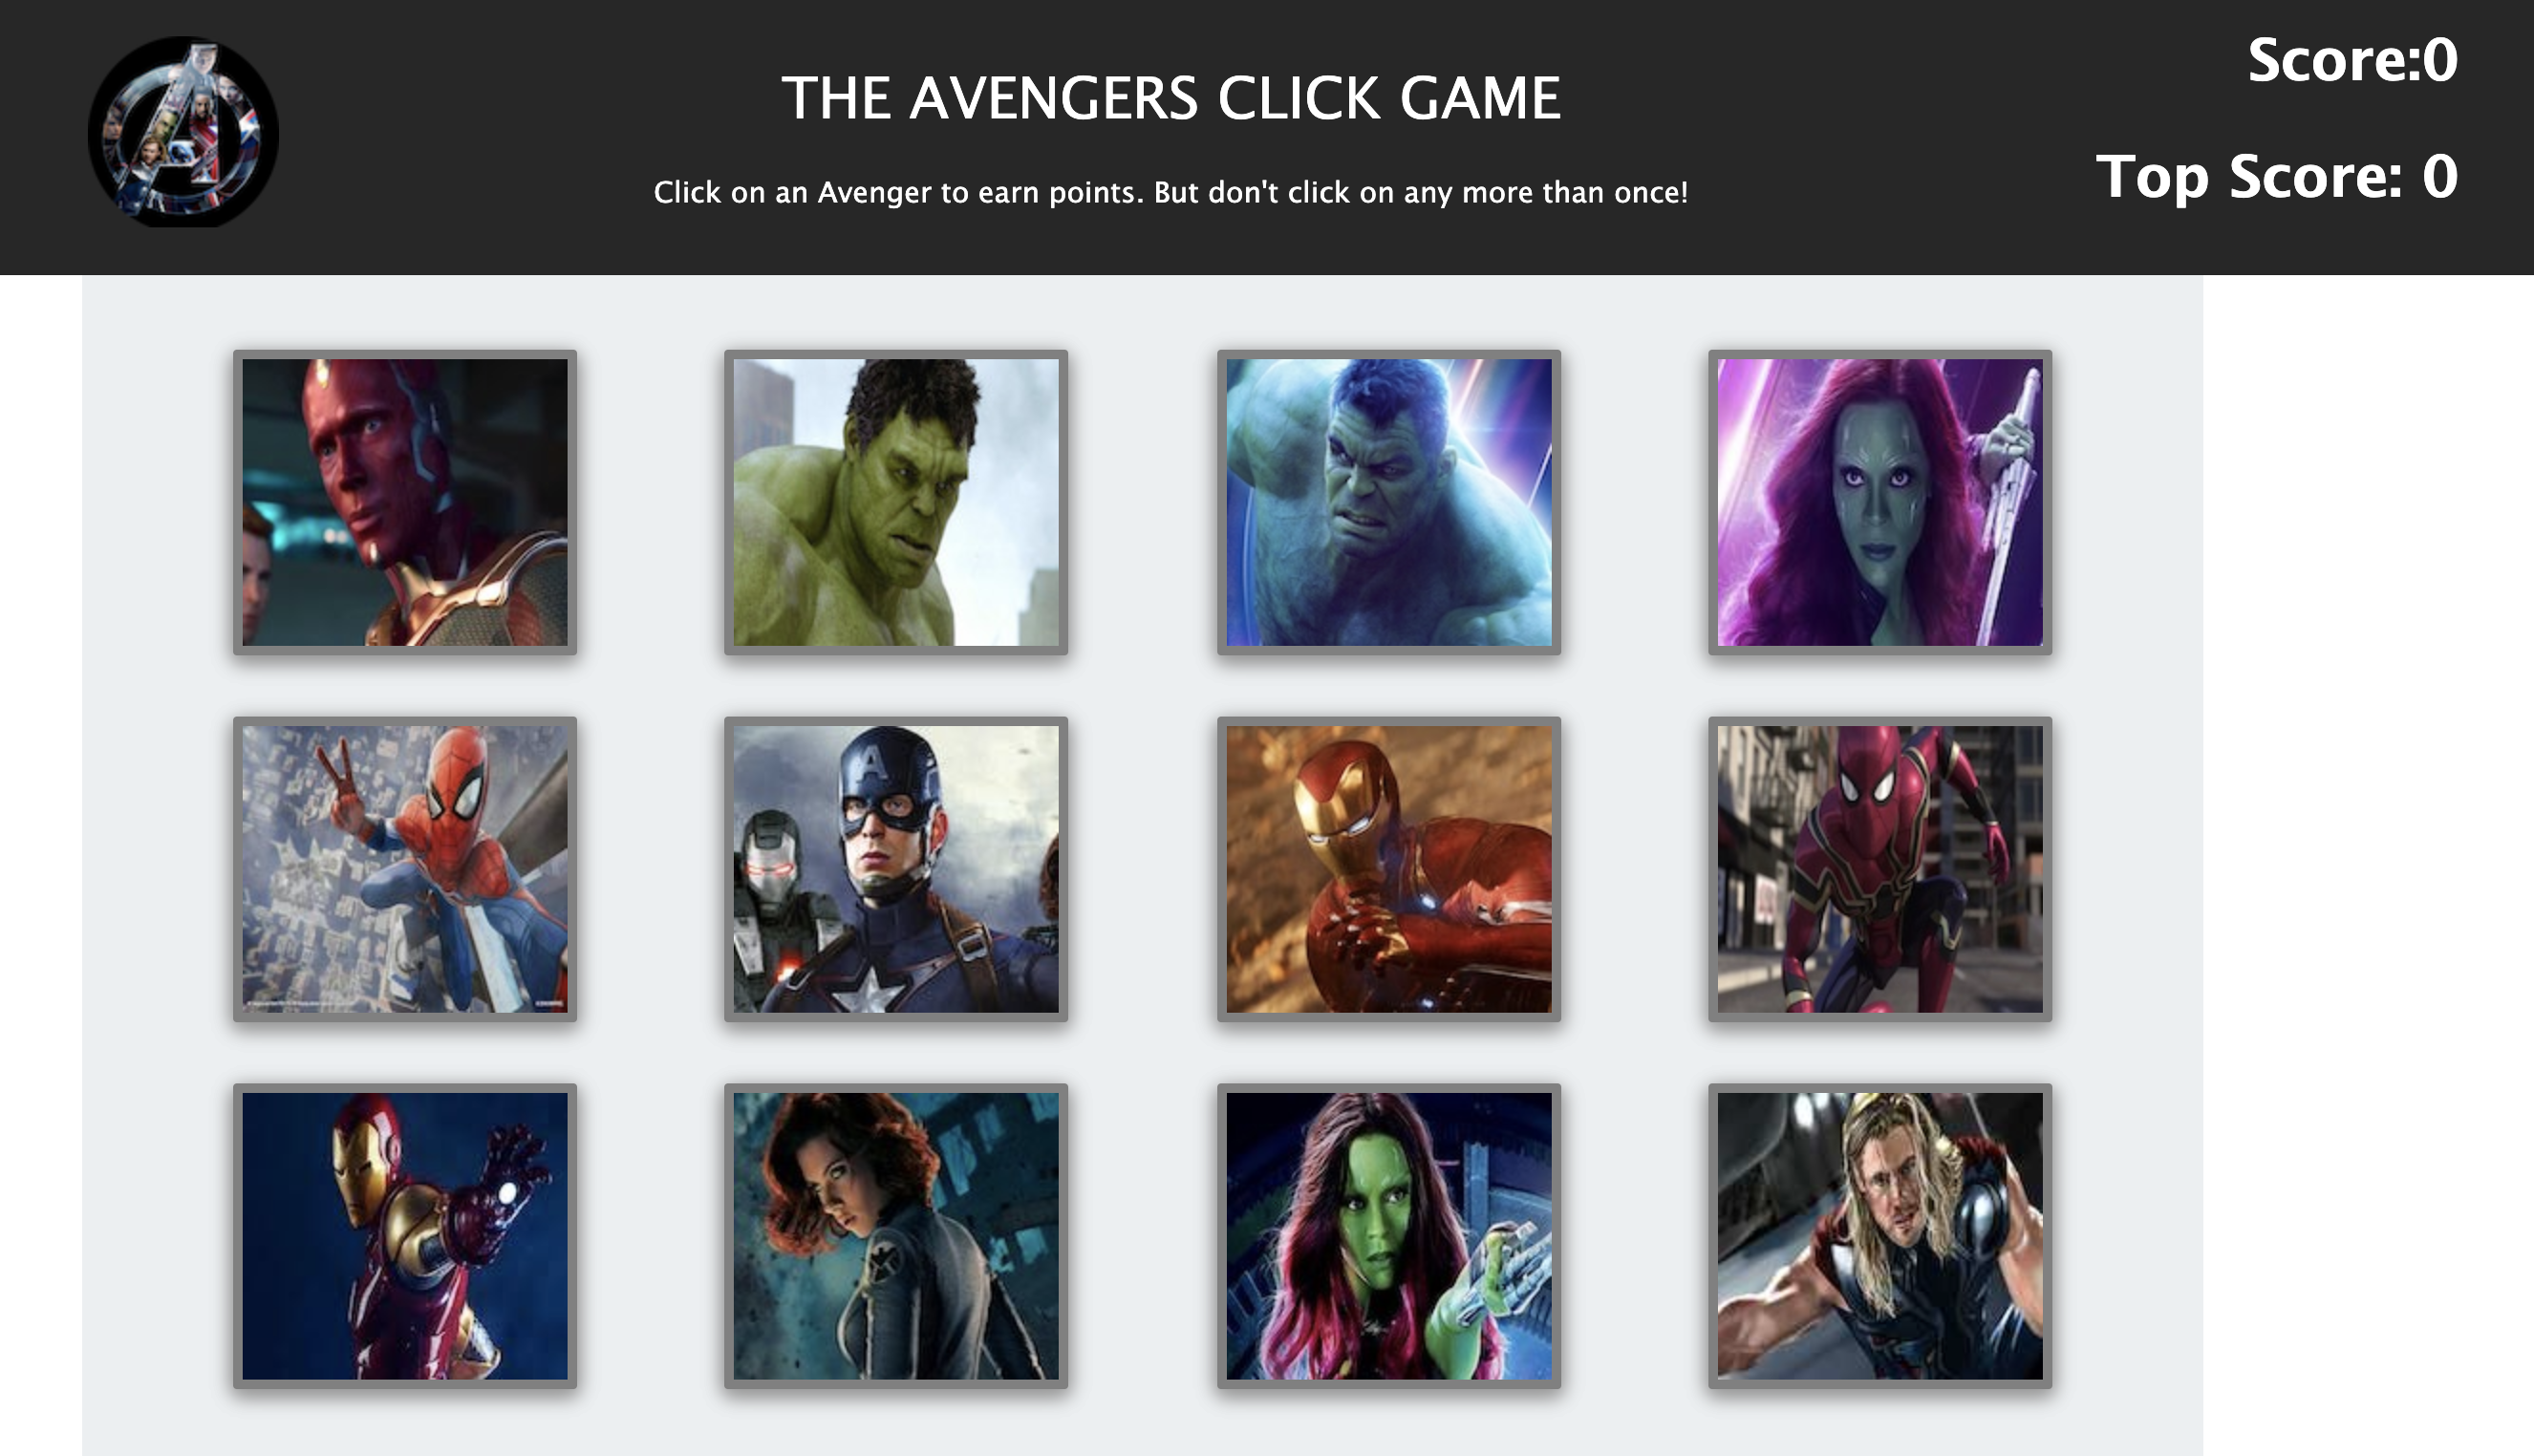 THE AVENGERS CLICK GAME
Click on an Avenger to earn points. But don't click on any more than once!
Score:0
Top Score: 0
A